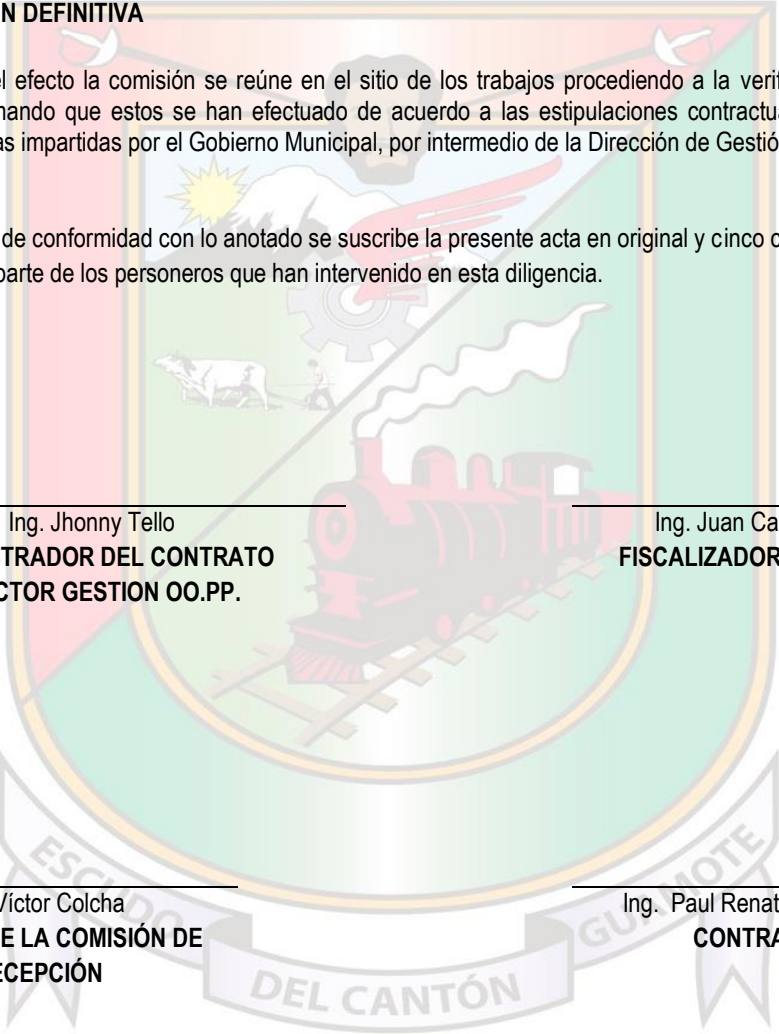 N DEFINITIVA
el efecto la comisión se reúne en el sitio de los trabajos procediendo a la verif
nando que estos se han efectuado de acuerdo a las estipulaciones contractua
as impartidas por el Gobierno Municipal, por intermedio de la Dirección de Gestió
de conformidad con lo anotado se suscribe la presente acta en original y cinco c
parte de los personeros que han intervenido en esta diligencia.
Ing. Jhonny Tello
TRADOR DEL CONTRATO
CTOR GESTION OO.PP.
Ing. Juan Ca
FISCALIZADOR
Víctor Colcha
E LA COMISIÓN DE
ECEPCIÓN
Ing. Paul Renat
CONTRA
ESCUDO DEL CANTÓN GUAMOTE